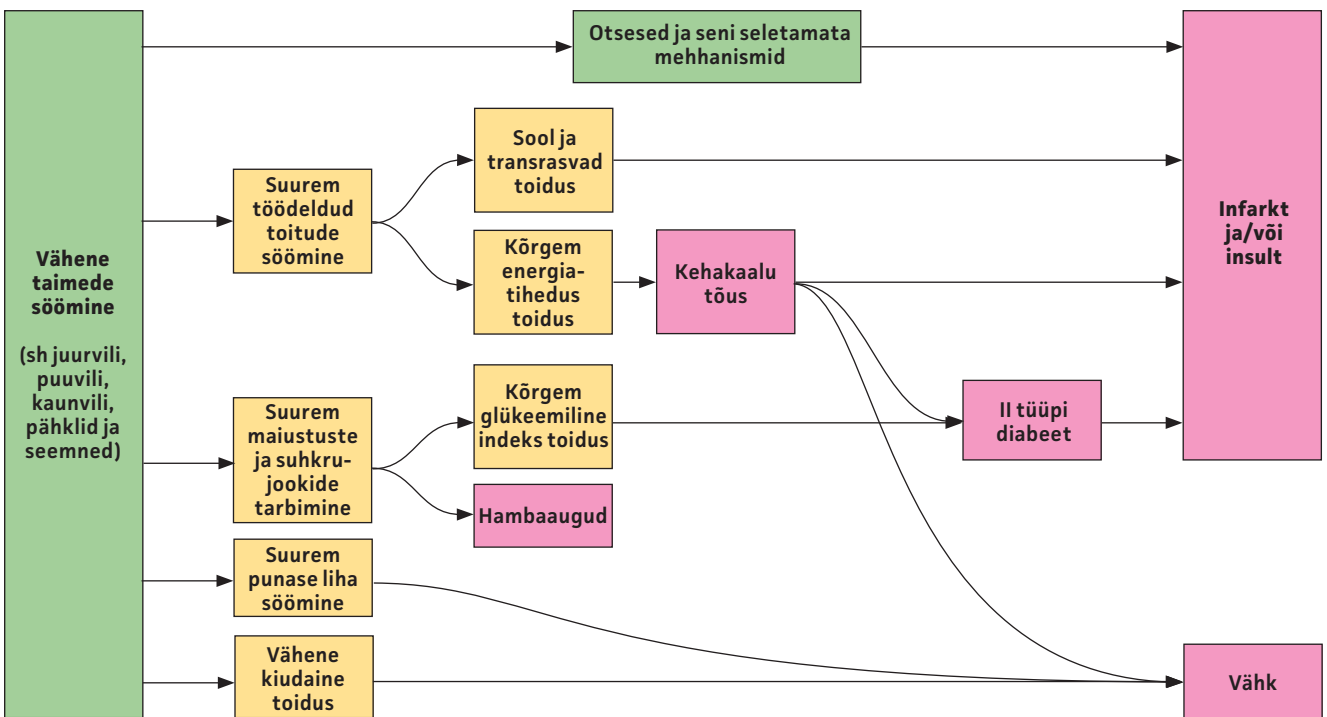 Vähene
taimede
söömine
(sh juurvili,
puuvili,
kaunvili,
pähklid ja
seemned)
Otsesed ja seni seletamata
mehhanismid
Suurem
töödeldud
toitude
söömine
Sool ja
transrasvad
toidus
Kõrgem
energia-
tihedus
toidus
Kehakaalu
tõus
Infarkt
ja/või
insult
Suurem
maiustuste
ja suhkru-
jookide
tarbimine
Kõrgem
glükeemiline
indeks toidus
Hambaaugud
II tüüpi
diabeet
Suurem
punase liha
söömine
Vähene
kiudaine
toidus
Vähk